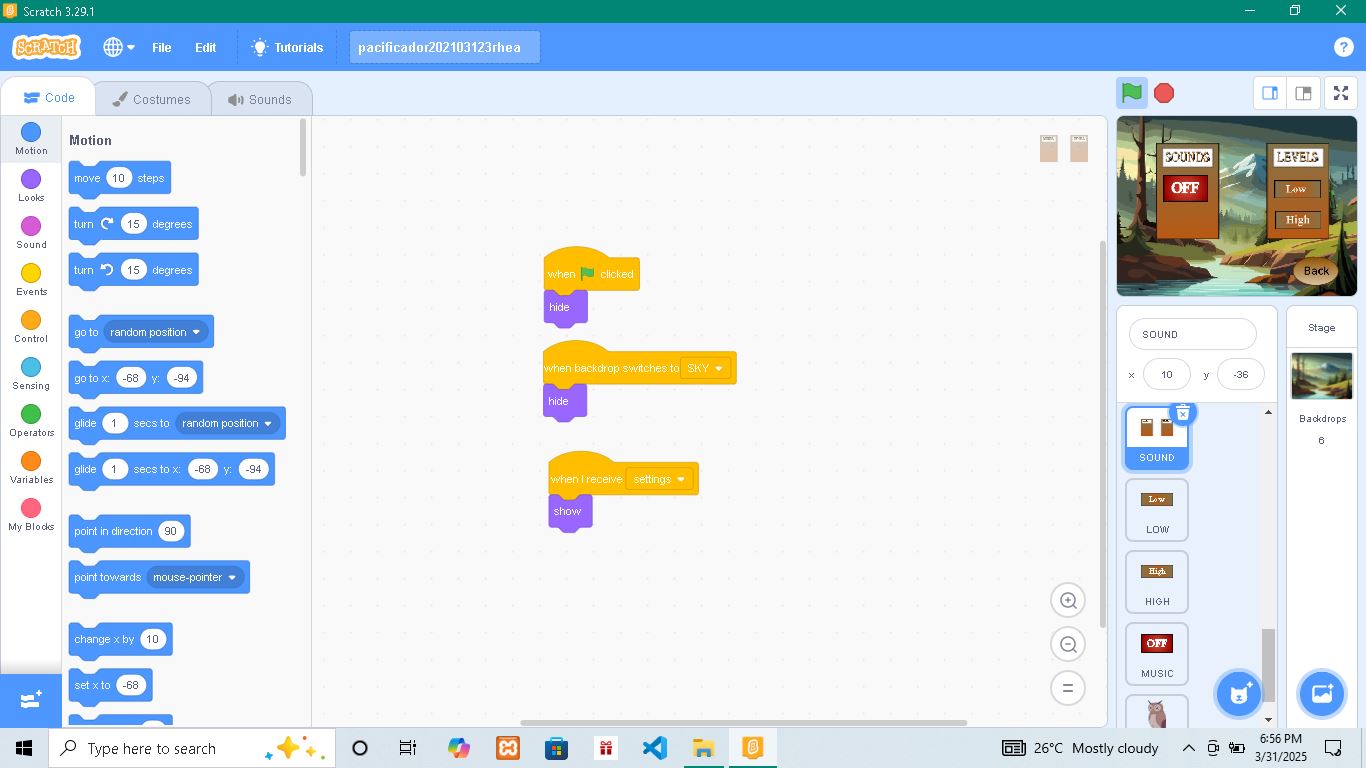 Scratch 3.29.1
SCRATCH
File
Edit
Tutorials
pacificador202103123rhea
?
Code
Costumes
Sounds
Motion
Looks
Sound
Events
Control
Sensing
Operators
Variables
My Blocks
Motion
move 10 steps
turn 15 degrees
turn 15 degrees
go to random position
go to x: -68 y: -94
glide 1 secs to random position
glide 1 secs to x: -68 y: -94
point in direction 90
point towards mouse-pointer
change x by 10
set x to -68
when clicked
hide
when backdrop switches to SKY
hide
when I receive settings
show
SOUNDS
OFF
LEVELS
Low
High
Back
SOUND
x 10 y -36
SOUND
Low
LOW
High
HIGH
OFF
MUSIC
Stage
Backdrops
6
Type here to search
26°C Mostly cloudy
6:56 PM
3/31/2025